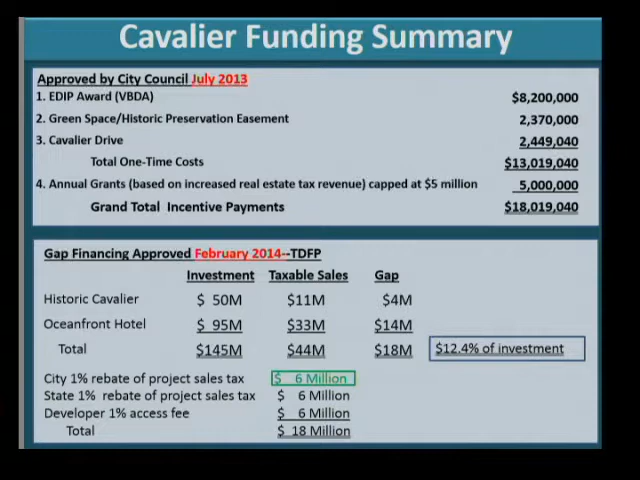 Cavalier Funding Summary
Approved by City Council July 2013
1. EDIP Award (VBDA) $8,200,000
2. Green Space/Historic Preservation Easement 2,370,000
3. Cavalier Drive 2,449,040
Total One-Time Costs $13,019,040
4. Annual Grants (based on increased real estate tax revenue) capped at $5 million 5,000,000
Grand Total Incentive Payments $18,019,040
Gap Financing Approved February 2014--TDFP
Investment Taxable Sales Gap
Historic Cavalier $ 50M $11M $4M
Oceanfront Hotel $ 95M $33M $14M
Total $145M $44M $18M $12.4% of investment
City 1% rebate of project sales tax $ 6 Million
State 1% rebate of project sales tax $ 6 Million
Developer 1% access fee $ 6 Million
Total $ 18 Million